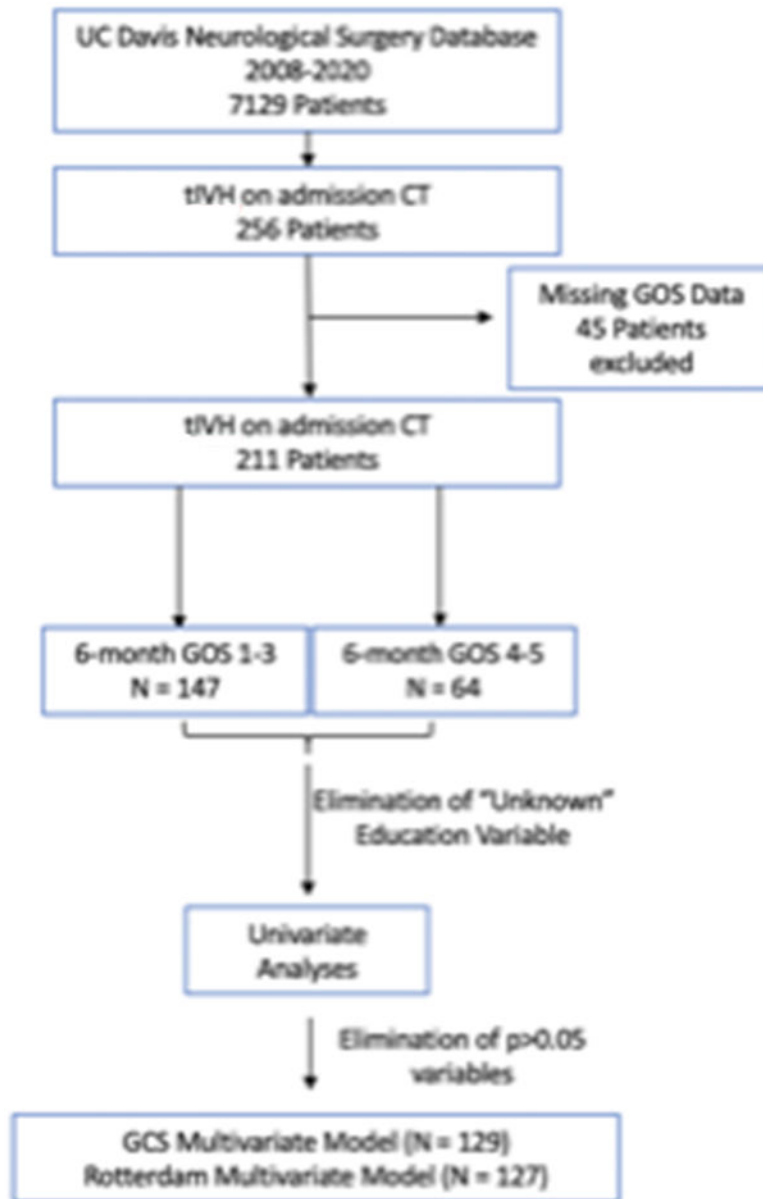 UC Davis Neurological Surgery Database
2008-2020
7129 Patients
tIVH on admission CT
256 Patients
Missing GOS Data
45 Patients
excluded
tIVH on admission CT
211 Patients
6-month GOS 1-3
N = 147
6-month GOS 4-5
N = 64
Elimination of "Unknown"
Education Variable
Univariate
Analyses
Elimination of p>0.05
variables
GCS Multivariate Model (N = 129)
Rotterdam Multivariate Model (N = 127)